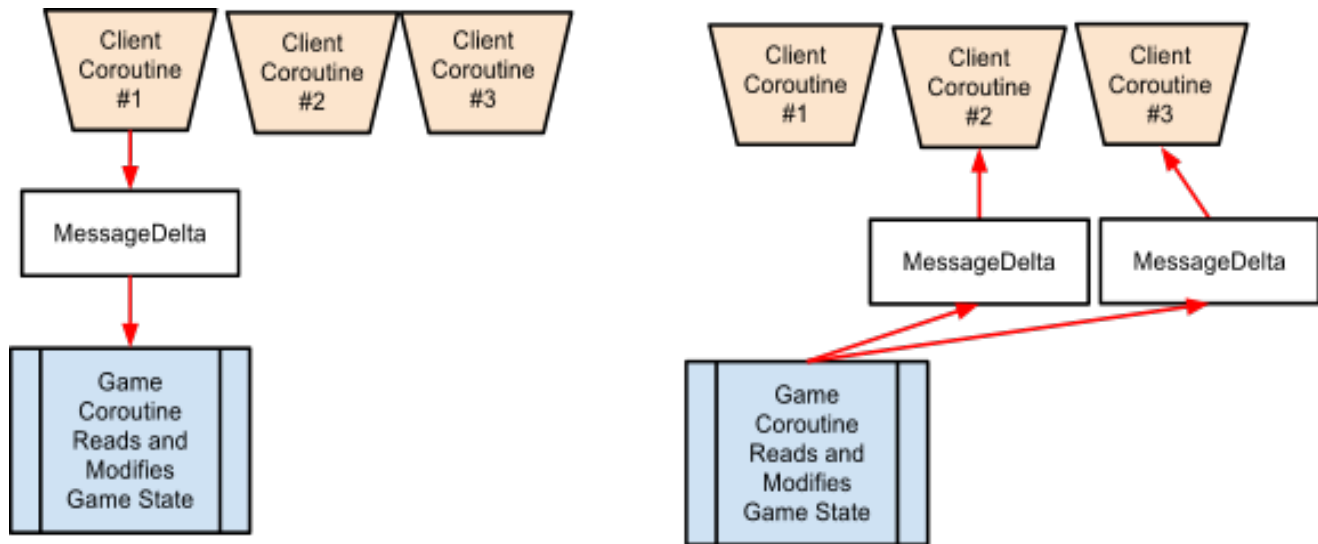 Client
Coroutine
#1
Client
Coroutine
#2
Client
Coroutine
#3
MessageDelta
Game
Coroutine
Reads and
Modifies
Game State
Client
Coroutine
#1
Client
Coroutine
#2
Client
Coroutine
#3
MessageDelta
MessageDelta
Game
Coroutine
Reads and
Modifies
Game State